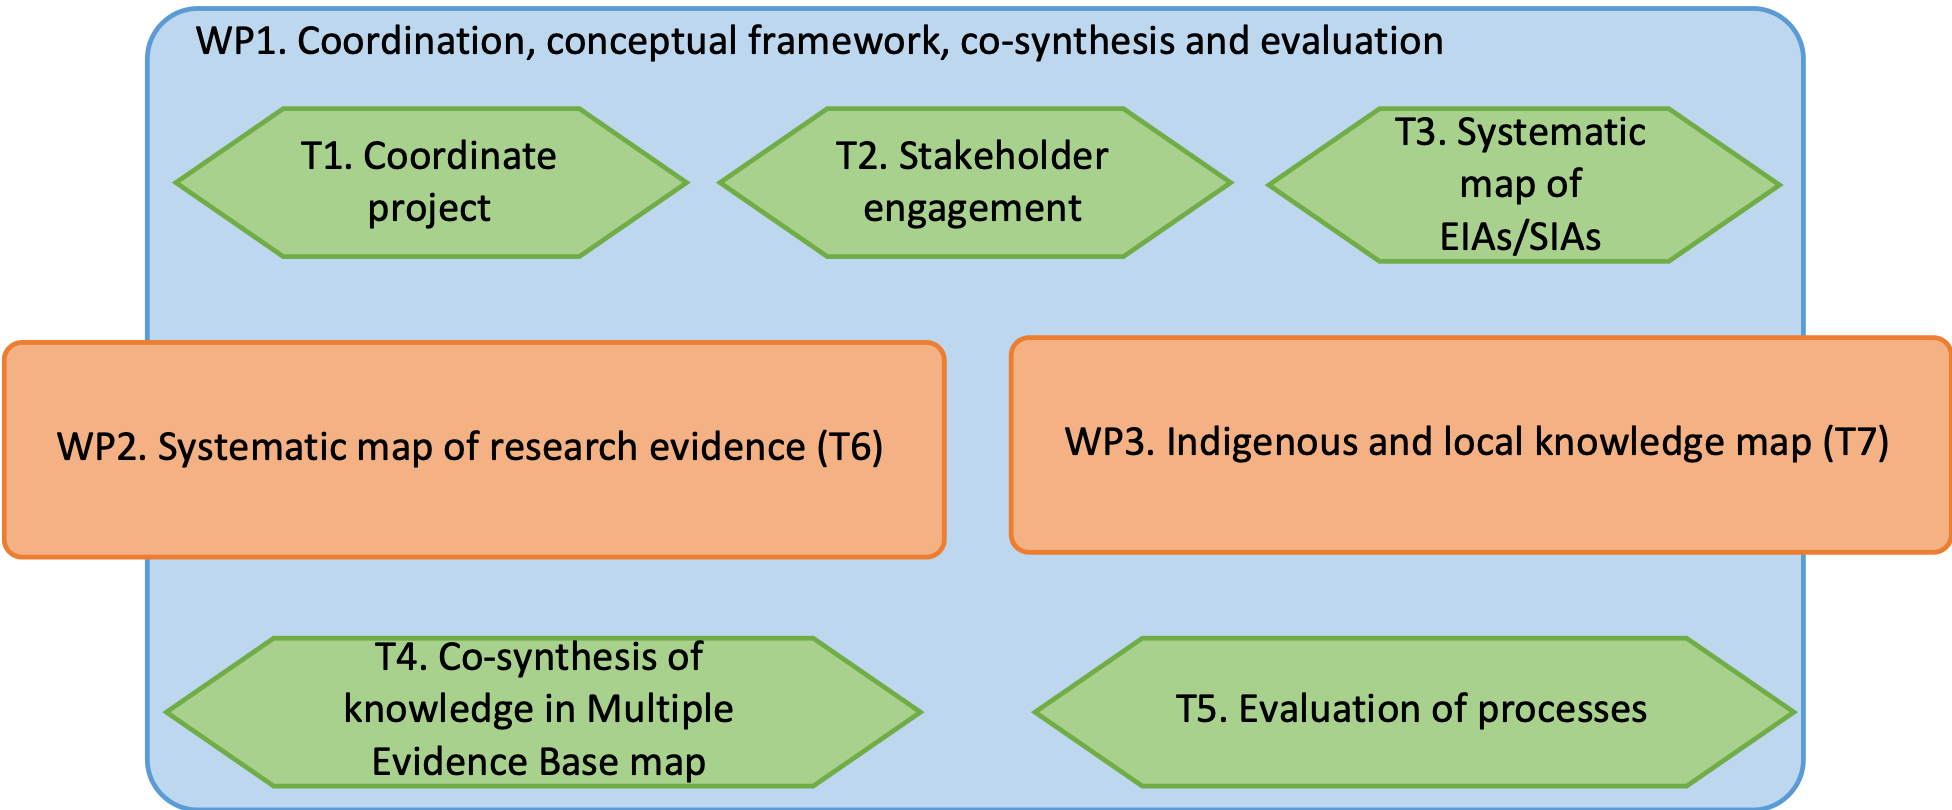 WP1. Coordination, conceptual framework, co-synthesis and evaluation
T1. Coordinate
project
T2. Stakeholder
engagement
T3. Systematic
map of
EIAs/SIAs
WP2. Systematic map of research evidence (T6)
WP3. Indigenous and local knowledge map (T7)
T4. Co-synthesis of
knowledge in Multiple
Evidence Base map
T5. Evaluation of processes